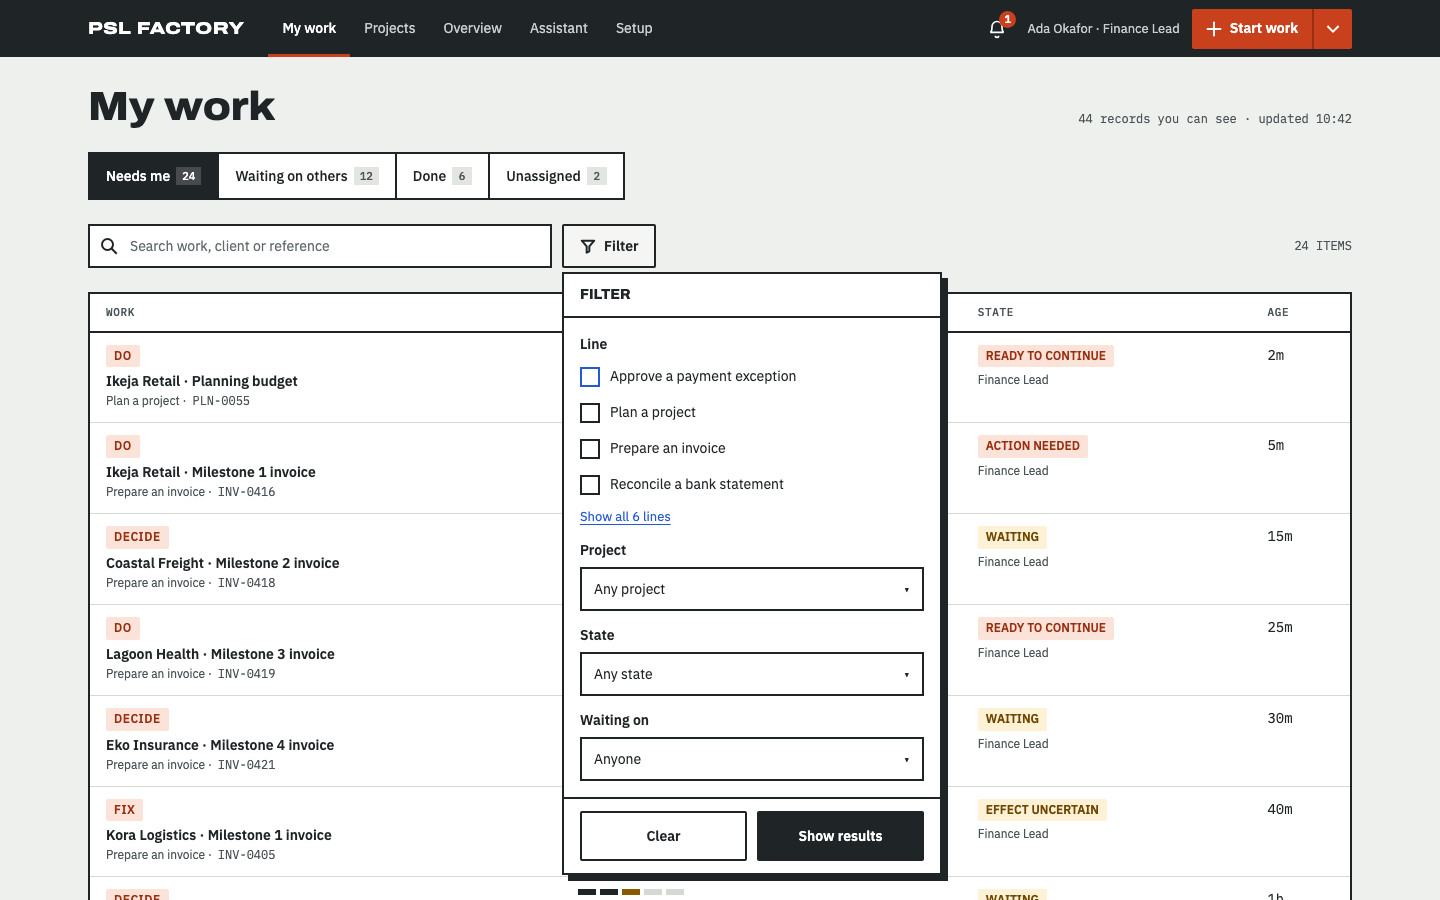 PSL FACTORY
My work
Projects
Overview
Assistant
Setup
1
Ada Okafor · Finance Lead
Start work
My work
44 records you can see · updated 10:42
Needs me 24
Waiting on others 12
Done 6
Unassigned 2
Search work, client or reference
Filter
24 ITEMS
WORK
STATE
AGE
DO
Ikeja Retail · Planning budget
Plan a project · PLN-0055
READY TO CONTINUE
Finance Lead
2m
DO
Ikeja Retail · Milestone 1 invoice
Prepare an invoice · INV-0416
ACTION NEEDED
Finance Lead
5m
DECIDE
Coastal Freight · Milestone 2 invoice
Prepare an invoice · INV-0418
WAITING
Finance Lead
15m
DO
Lagoon Health · Milestone 3 invoice
Prepare an invoice · INV-0419
READY TO CONTINUE
Finance Lead
25m
DECIDE
Eko Insurance · Milestone 4 invoice
Prepare an invoice · INV-0421
WAITING
Finance Lead
30m
FIX
Kora Logistics · Milestone 1 invoice
Prepare an invoice · INV-0405
EFFECT UNCERTAIN
Finance Lead
40m
DECIDE
WAITING
1h
FILTER
Line
Approve a payment exception
Plan a project
Prepare an invoice
Reconcile a bank statement
Show all 6 lines
Project
Any project
State
Any state
Waiting on
Anyone
Clear
Show results